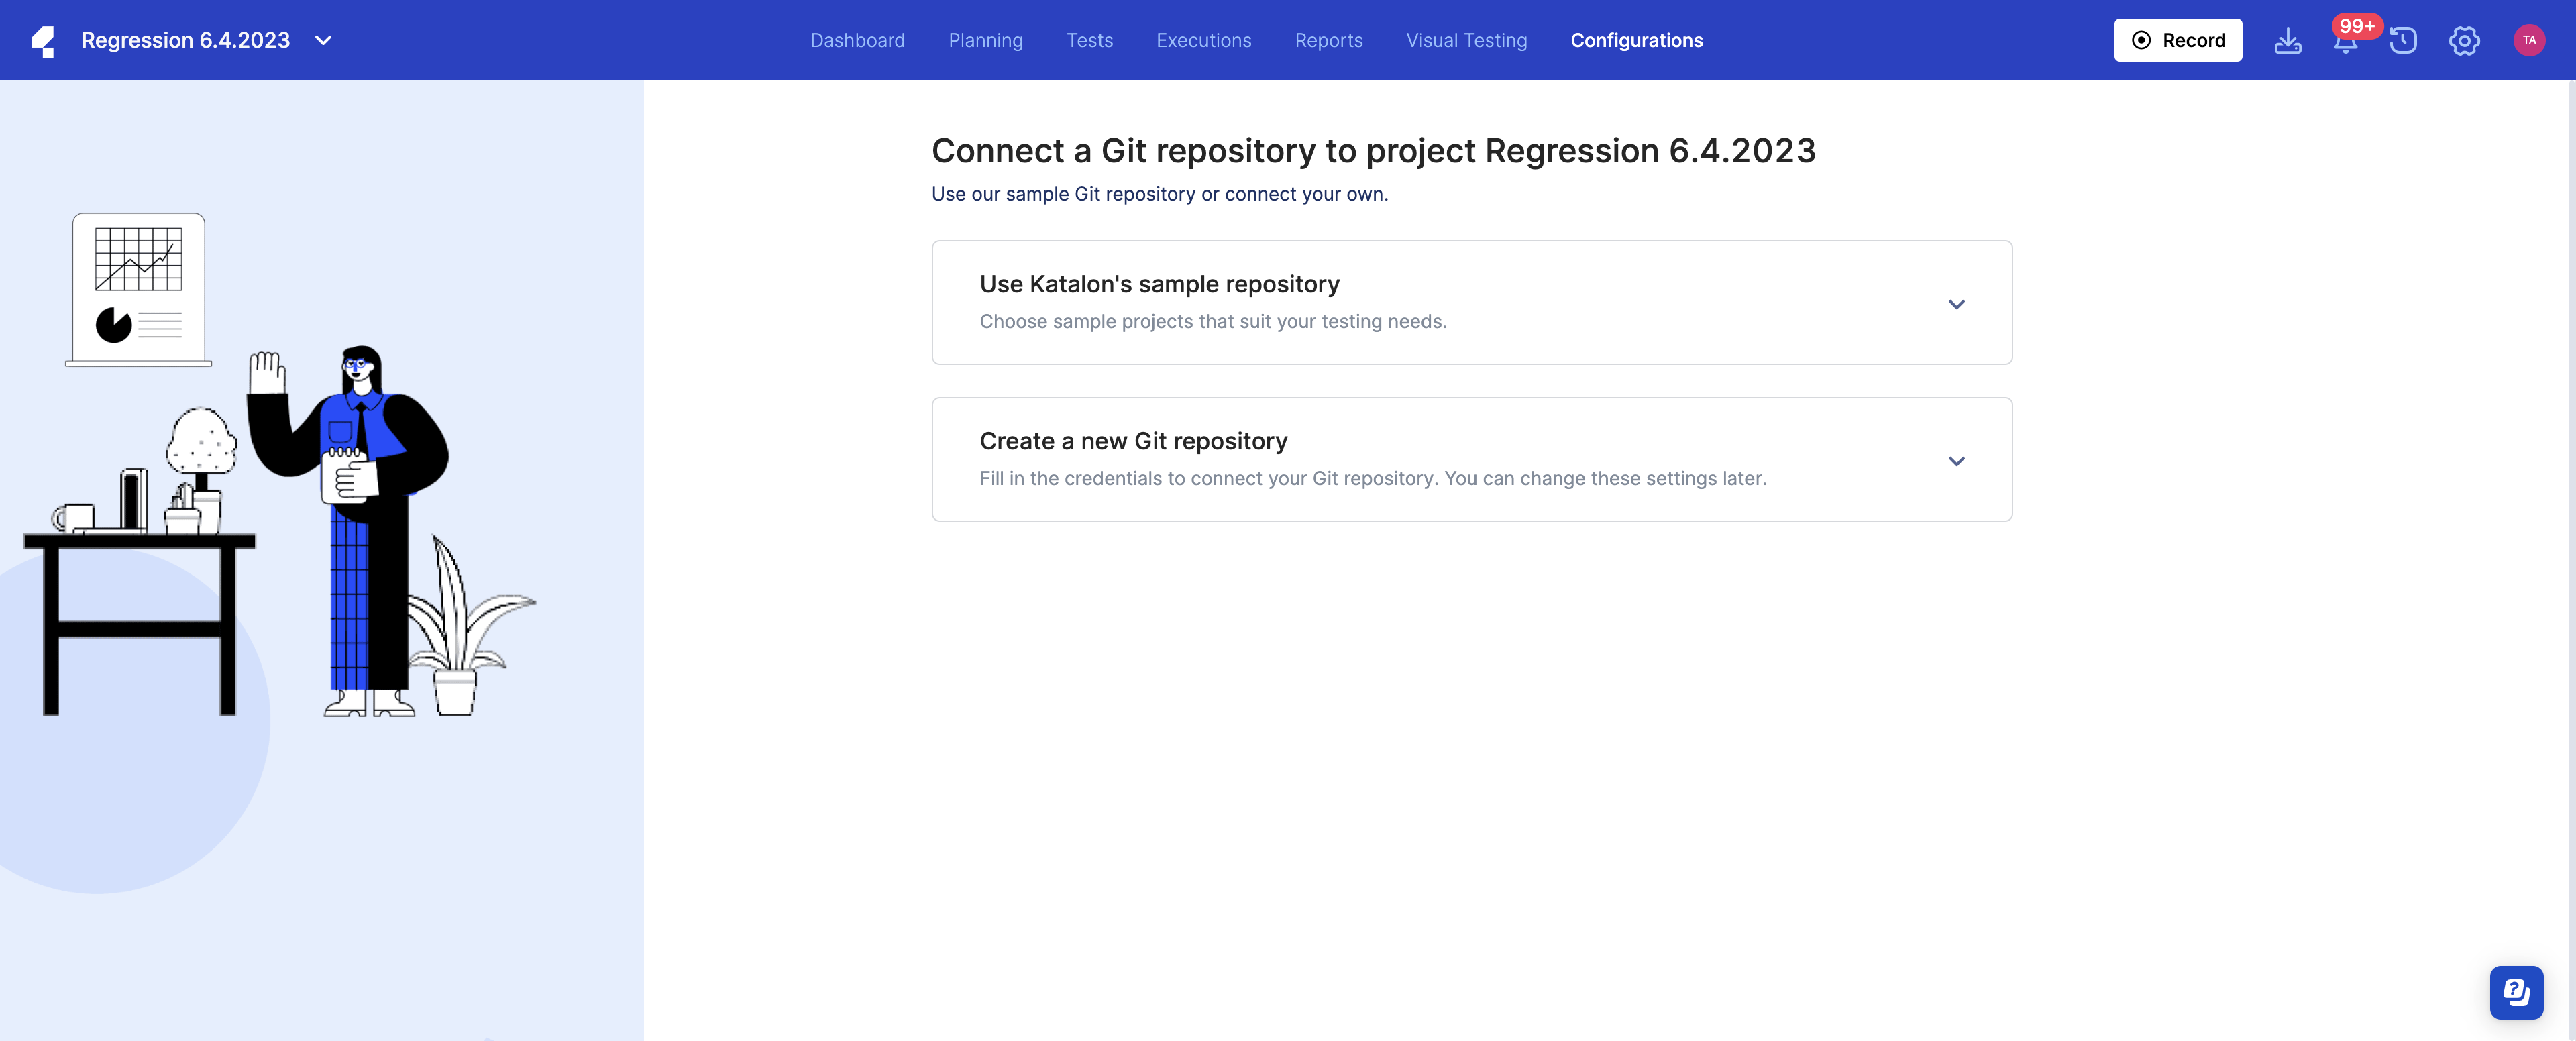 Regression 6.4.2023
Dashboard
Planning
Tests
Executions
Reports
Visual Testing
Configurations
Record
99+
TA
Connect a Git repository to project Regression 6.4.2023
Use our sample Git repository or connect your own.
Use Katalon's sample repository
Choose sample projects that suit your testing needs.
Create a new Git repository
Fill in the credentials to connect your Git repository. You can change these settings later.
?